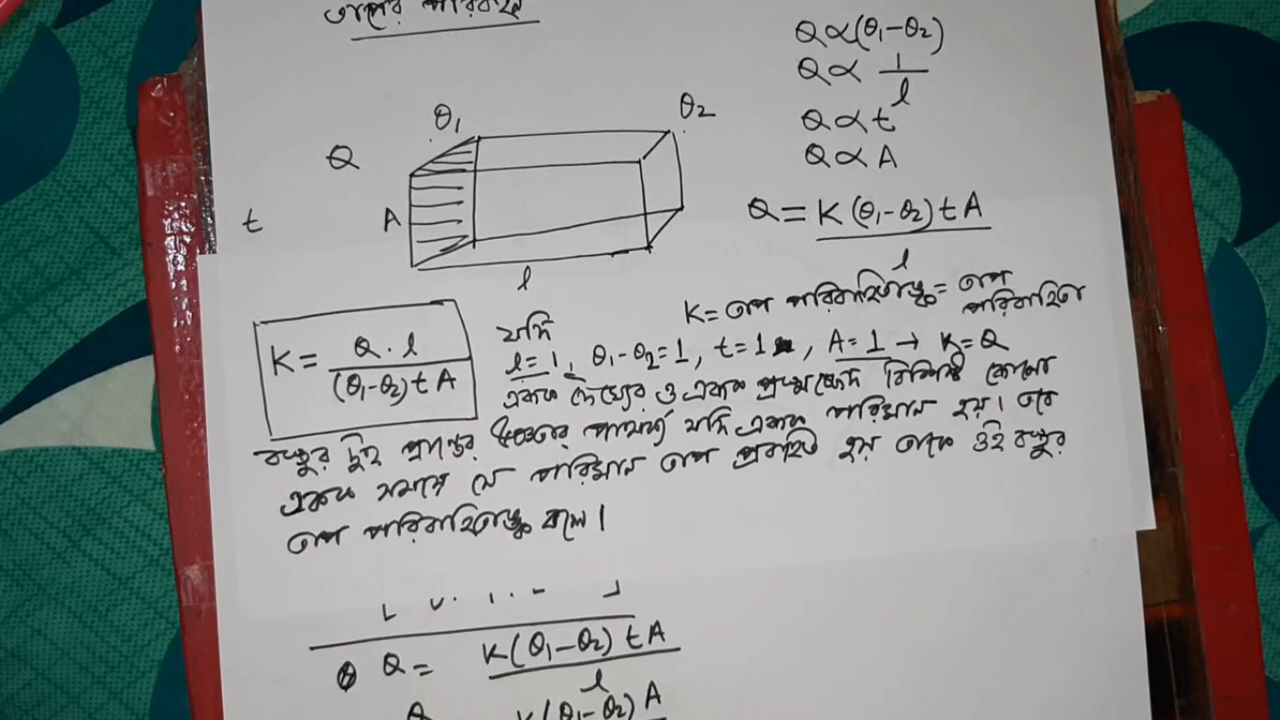 তাপের পরিবহন
Q∝(θ₁-θ₂)
Q∝ 1/l
Q∝t
Q∝A
Q = K(θ₁-θ₂)tA / l
θ₁
θ₂
Q
A
t
l
K= তাপ পরিবাহিতাঙ্ক = তাপ পরিবাহিতা
K = Q.l / (θ₁-θ₂)tA
যদি
l=1, θ₁-θ₂=1, t=1, A=1 → K=Q
একক দৈর্ঘ্যের ও একক প্রস্থচ্ছেদ বিশিষ্ট কোনো
বস্তুর দুই প্রান্তের উষ্ণতার পার্থক্য যদি একক পরিমান হয়। তবে
একক সময়ে যে পরিমান তাপ প্রবাহিত হয় তাকে ওই বস্তুর
তাপ পরিবাহিতাঙ্ক বলে।
Q = K(θ₁-θ₂)tA / l
K(θ₁-θ₂)A